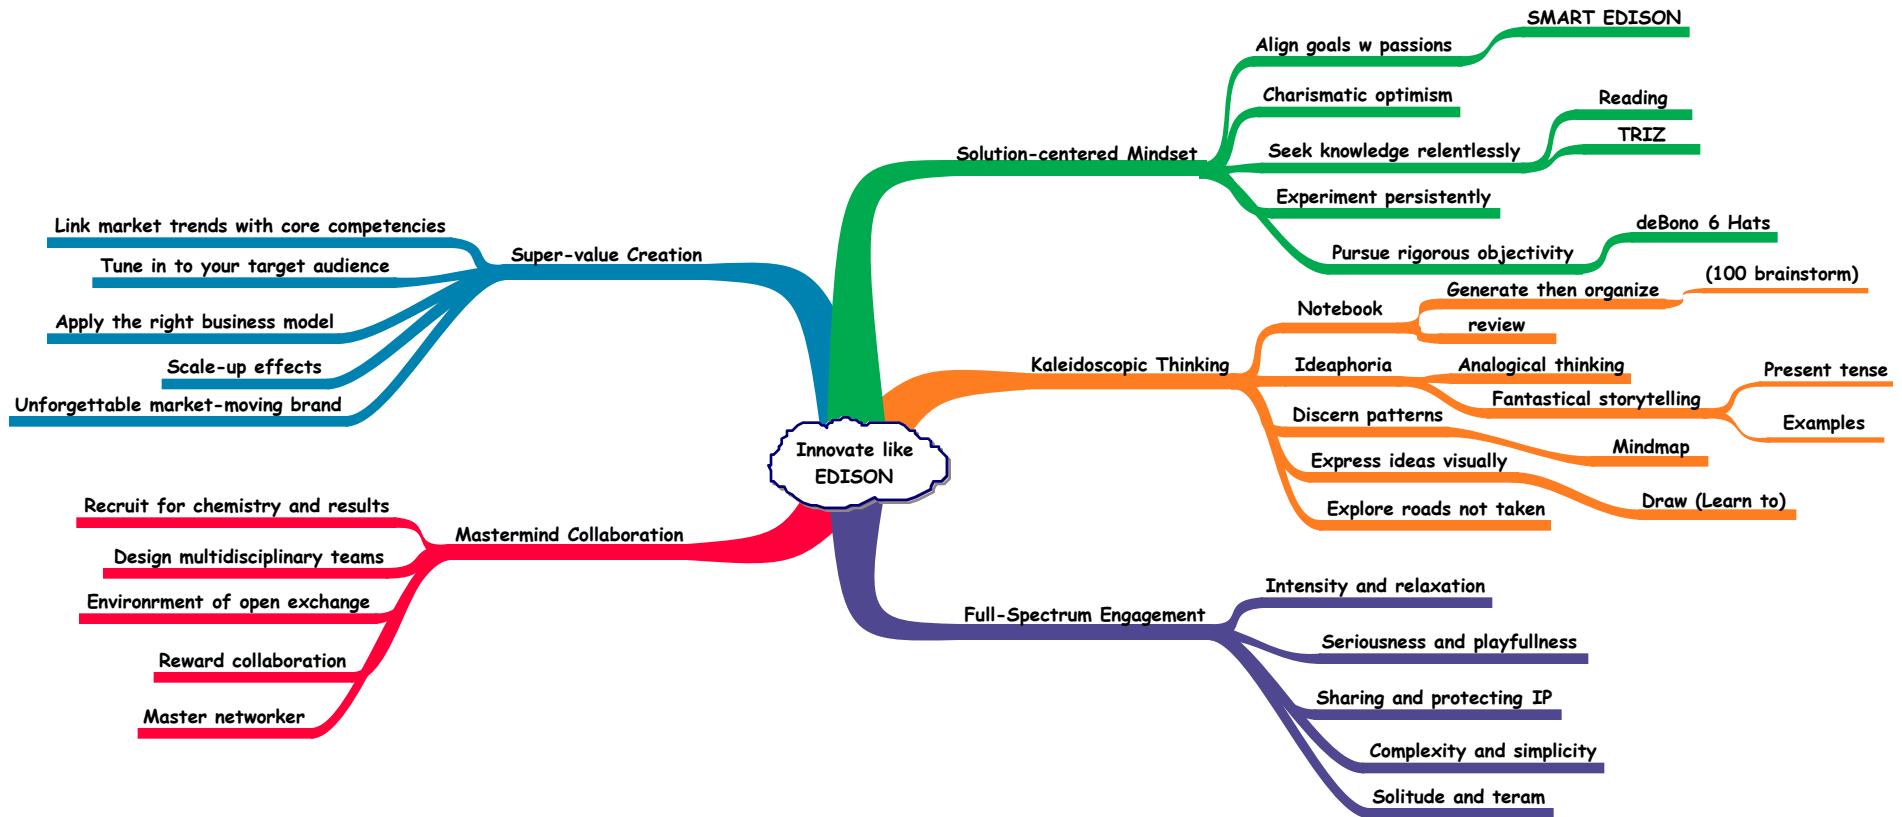 Innovate like
EDISON
Solution-centered Mindset
Align goals w passions
SMART EDISON
Charismatic optimism
Seek knowledge relentlessly
Reading
TRIZ
Experiment persistently
Pursue rigorous objectivity
deBono 6 Hats
Kaleidoscopic Thinking
Notebook
Generate then organize
(100 brainstorm)
review
Ideaphoria
Analogical thinking
Fantastical storytelling
Present tense
Examples
Discern patterns
Mindmap
Express ideas visually
Draw (Learn to)
Explore roads not taken
Full-Spectrum Engagement
Intensity and relaxation
Seriousness and playfullness
Sharing and protecting IP
Complexity and simplicity
Solitude and teram
Mastermind Collaboration
Recruit for chemistry and results
Design multidisciplinary teams
Environrment of open exchange
Reward collaboration
Master networker
Super-value Creation
Link market trends with core competencies
Tune in to your target audience
Apply the right business model
Scale-up effects
Unforgettable market-moving brand